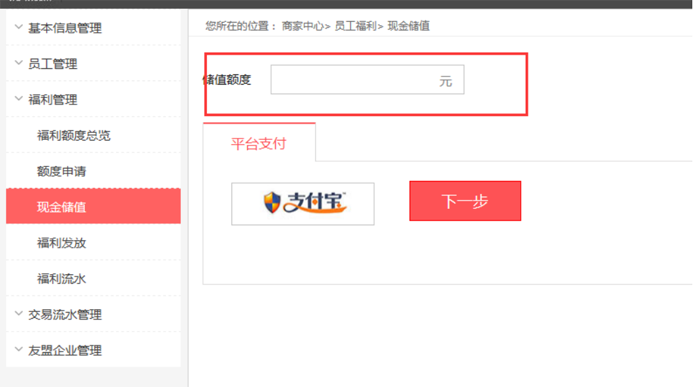 基本信息管理
员工管理
福利管理
福利额度总览
额度申请
现金储值
福利发放
福利流水
交易流水管理
友盟企业管理
您所在的位置： 商家中心> 员工福利> 现金储值
储值额度
元
平台支付
支付宝
下一步